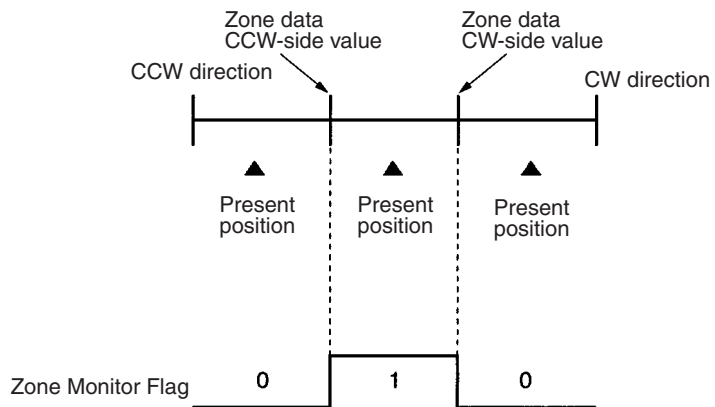 Zone data
CCW-side value
Zone data
CW-side value
CCW direction
CW direction
Present
position
Present
position
Present
position
Zone Monitor Flag
0
1
0